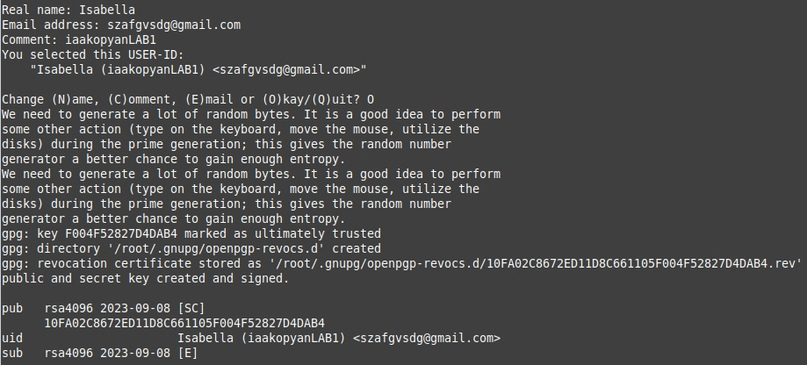 Real name: Isabella
Email address: szafgvsdg@gmail.com
Comment: iaakopyanLAB1
You selected this USER-ID:
    "Isabella (iaakopyanLAB1) <szafgvsdg@gmail.com>"

Change (N)ame, (C)omment, (E)mail or (O)kay/(Q)uit? O
We need to generate a lot of random bytes. It is a good idea to perform
some other action (type on the keyboard, move the mouse, utilize the
disks) during the prime generation; this gives the random number
generator a better chance to gain enough entropy.
We need to generate a lot of random bytes. It is a good idea to perform
some other action (type on the keyboard, move the mouse, utilize the
disks) during the prime generation; this gives the random number
generator a better chance to gain enough entropy.
gpg: key F004F52827D4DAB4 marked as ultimately trusted
gpg: directory '/root/.gnupg/openpgp-revocs.d' created
gpg: revocation certificate stored as '/root/.gnupg/openpgp-revocs.d/10FA02C8672ED11D8C661105F004F52827D4DAB4.rev'
public and secret key created and signed.

pub   rsa4096 2023-09-08 [SC]
      10FA02C8672ED11D8C661105F004F52827D4DAB4
uid                      Isabella (iaakopyanLAB1) <szafgvsdg@gmail.com>
sub   rsa4096 2023-09-08 [E]